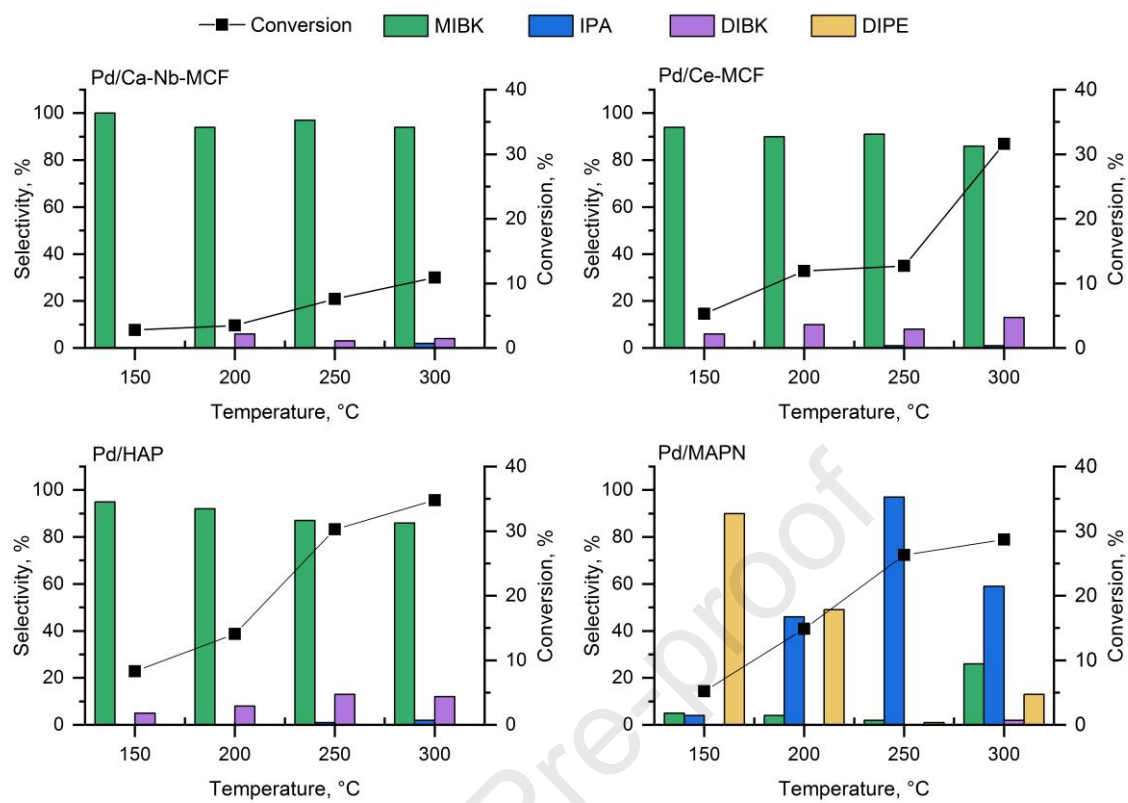 Conversion MIBK IPA DIBK DIPE
Pd/Ca-Nb-MCF
100
80
60
40
20
0
Selectivity, %
40
30
20
10
0
Conversion, %
150 200 250 300
Temperature, °C
Pd/Ce-MCF
100
80
60
40
20
0
Selectivity, %
40
30
20
10
0
Conversion, %
150 200 250 300
Temperature, °C
Pd/HAP
100
80
60
40
20
0
Selectivity, %
40
30
20
10
0
Conversion, %
150 200 250 300
Temperature, °C
Pd/MAPN
100
80
60
40
20
0
Selectivity, %
40
30
20
10
0
Conversion, %
150 200 250 300
Temperature, °C
Pre-proof